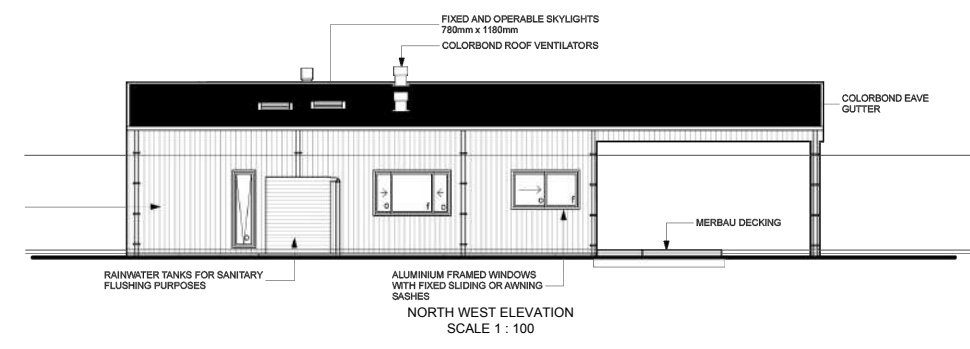 FIXED AND OPERABLE SKYLIGHTS
780mm x 1180mm
COLORBOND ROOF VENTILATORS
COLORBOND EAVE
GUTTER
MERBAU DECKING
RAINWATER TANKS FOR SANITARY
FLUSHING PURPOSES
ALUMINIUM FRAMED WINDOWS
WITH FIXED SLIDING OR AWNING
SASHES
NORTH WEST ELEVATION
SCALE 1 : 100